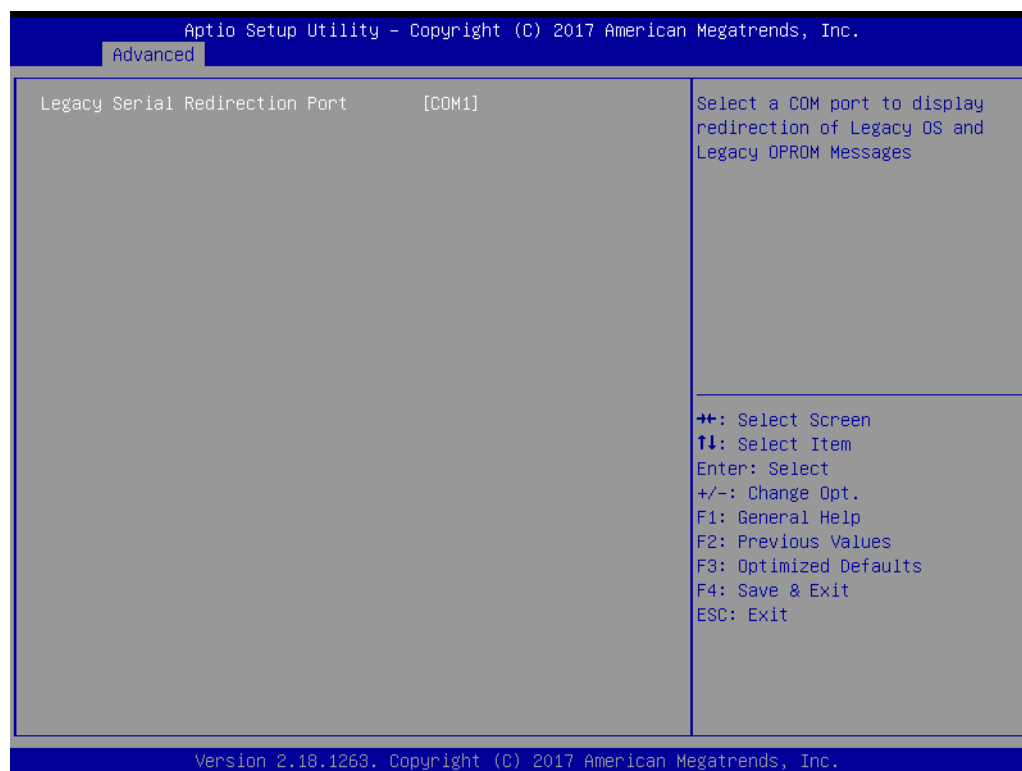 Aptio Setup Utility – Copyright (C) 2017 American Megatrends, Inc.
Advanced
Legacy Serial Redirection Port [COM1]
Select a COM port to display
redirection of Legacy OS and
Legacy OPROM Messages
→←: Select Screen
↑↓: Select Item
Enter: Select
+/-: Change Opt.
F1: General Help
F2: Previous Values
F3: Optimized Defaults
F4: Save & Exit
ESC: Exit
Version 2.18.1263. Copyright (C) 2017 American Megatrends, Inc.